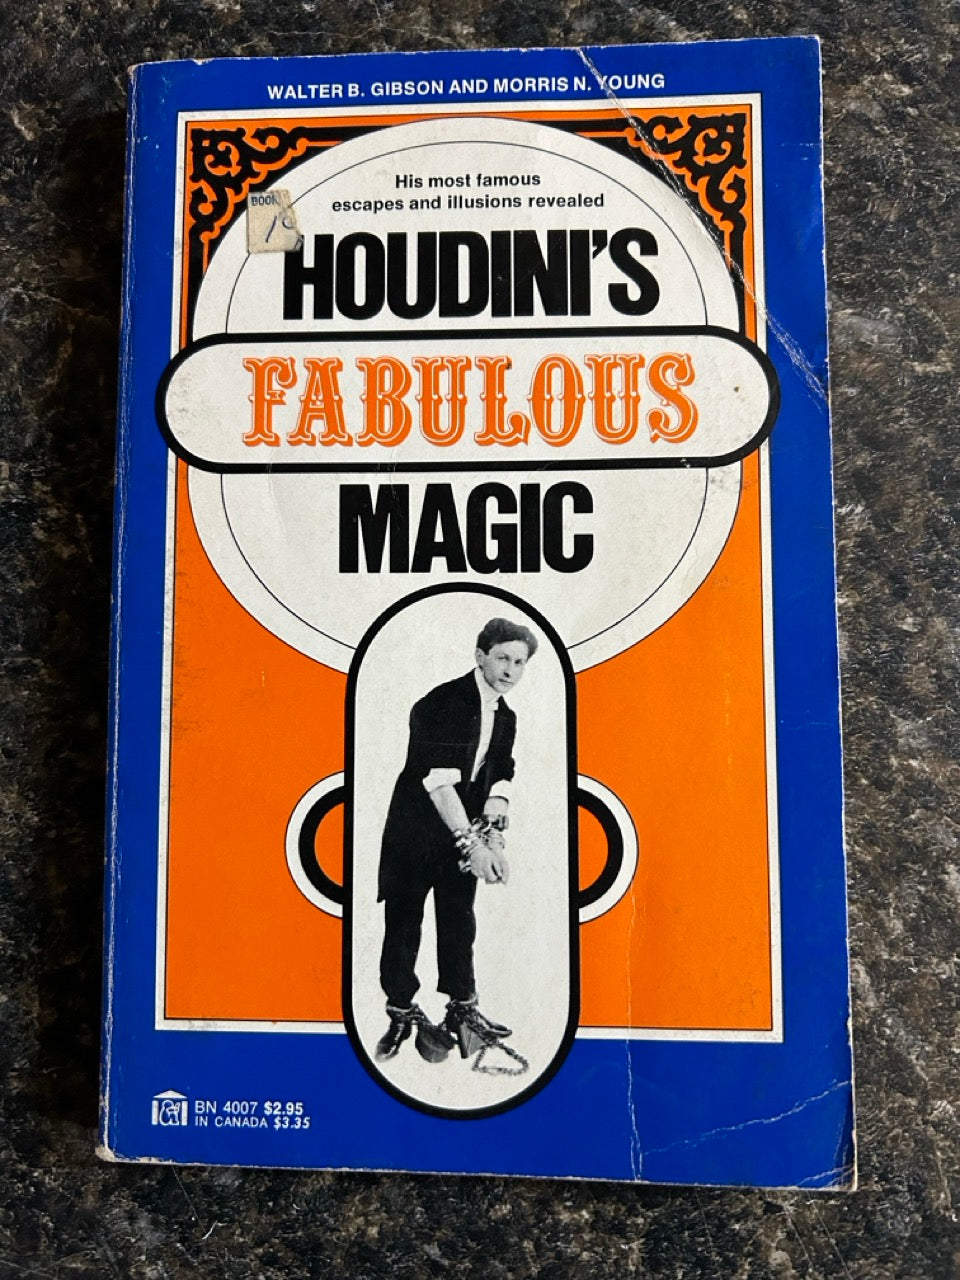 WALTER B. GIBSON AND MORRIS N. YOUNG
His most famous
escapes and illusions revealed
BOOK
HOUDINI'S
FABULOUS
MAGIC
BN 4007 $2.95
IN CANADA $3.35